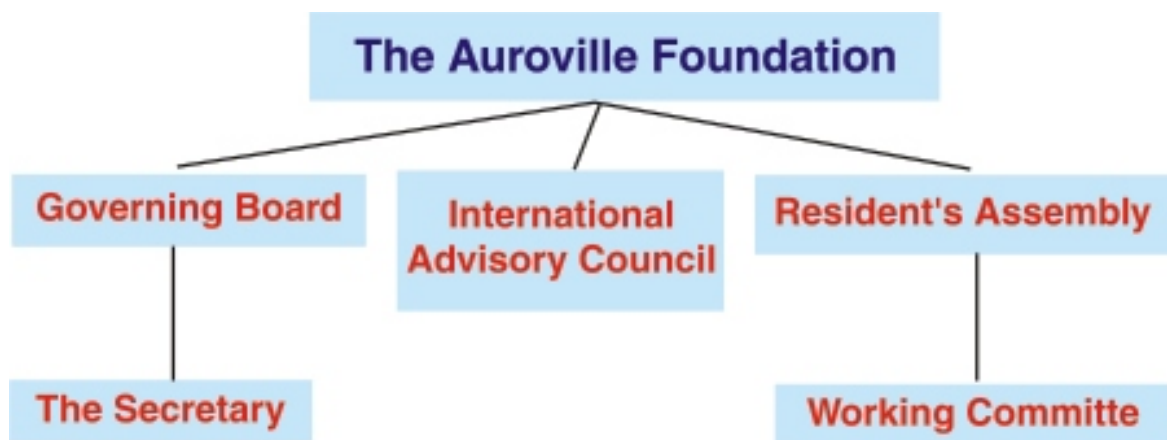 The Auroville Foundation
Governing Board
International
Advisory Council
Resident's Assembly
The Secretary
Working Committe